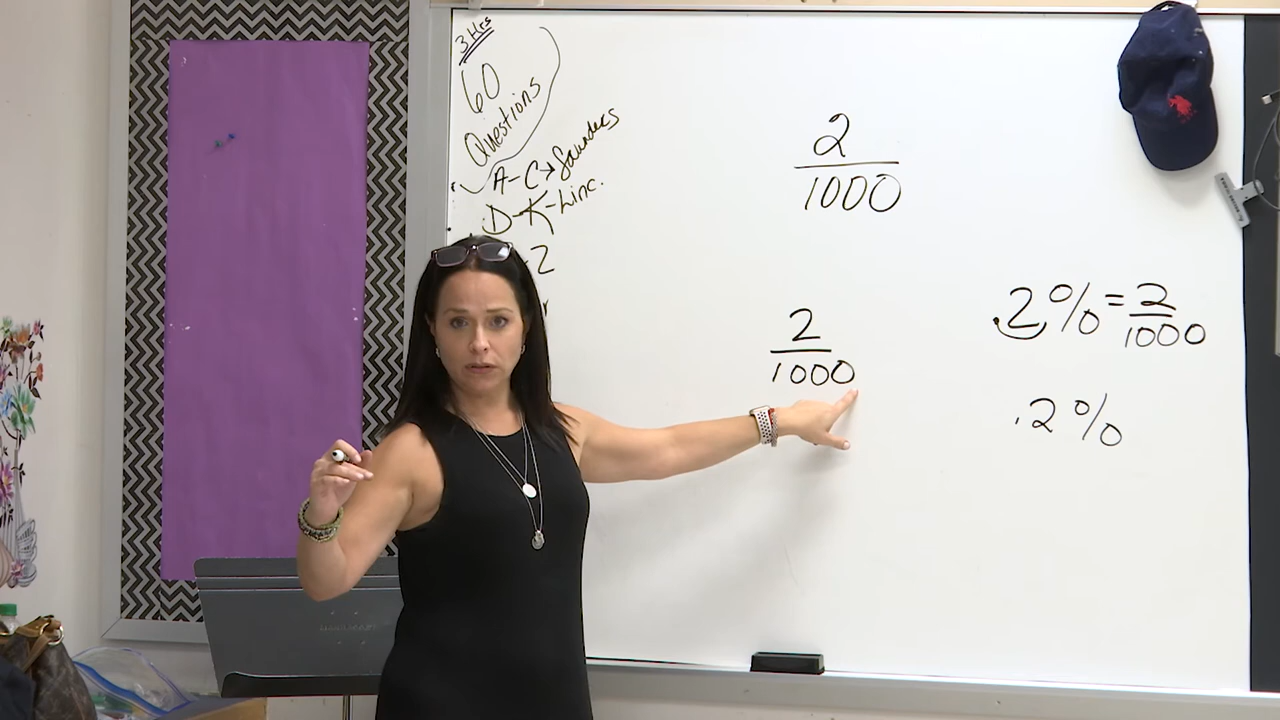 3 Hrs
60
Questions
A-C→Saunders
D-K-Linc.
-Z
2
1000
2
1000
.2%=2
1000
.2%